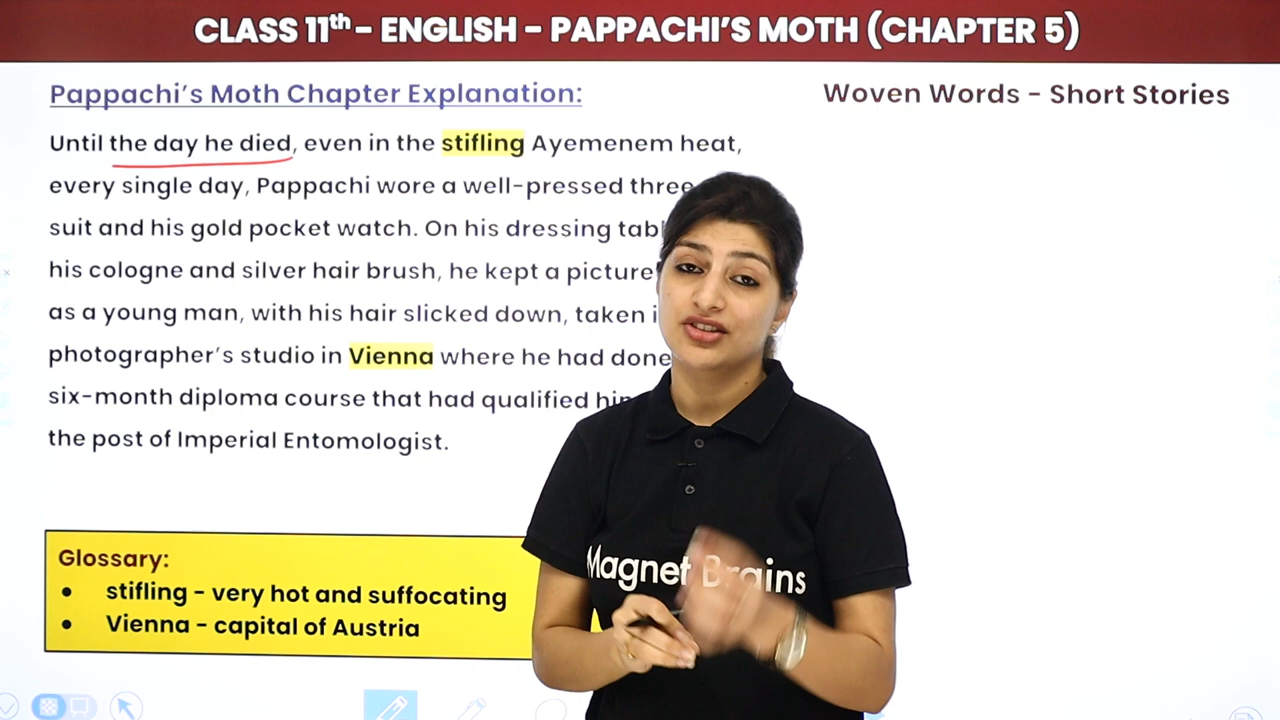 CLASS 11th – ENGLISH – PAPPACHI’S MOTH (CHAPTER 5)
Pappachi’s Moth Chapter Explanation:
Woven Words – Short Stories
Until the day he died, even in the stifling Ayemenem heat,
every single day, Pappachi wore a well-pressed three
suit and his gold pocket watch. On his dressing
his cologne and silver hair brush, he kept a picture
as a young man, with his hair slicked down, taken
photographer’s studio in Vienna where he had done
six-month diploma course that had qualified
the post of Imperial Entomologist.
Glossary:
● stifling – very hot and suffocating
● Vienna – capital of Austria
Magnet Brains